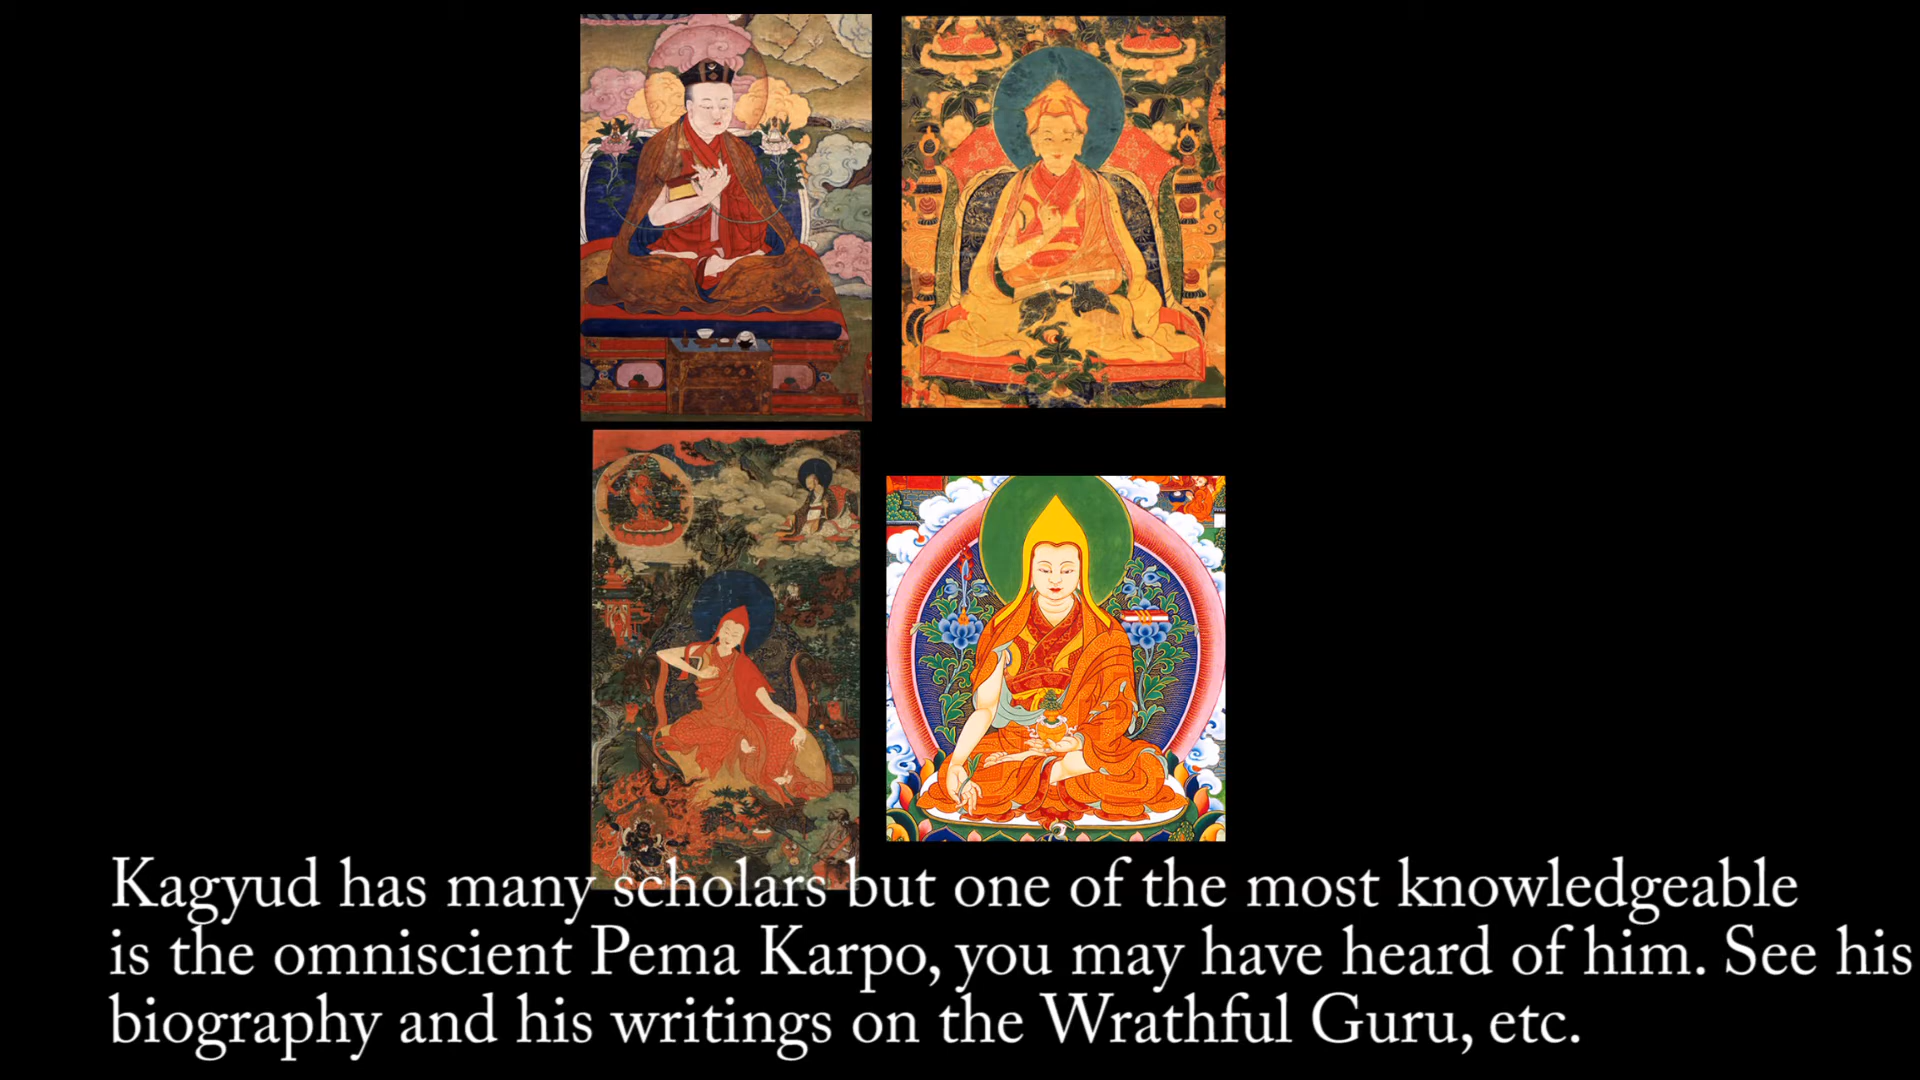 Kagyud has many scholars but one of the most knowledgeable
is the omniscient Pema Karpo, you may have heard of him. See his
biography and his writings on the Wrathful Guru, etc.